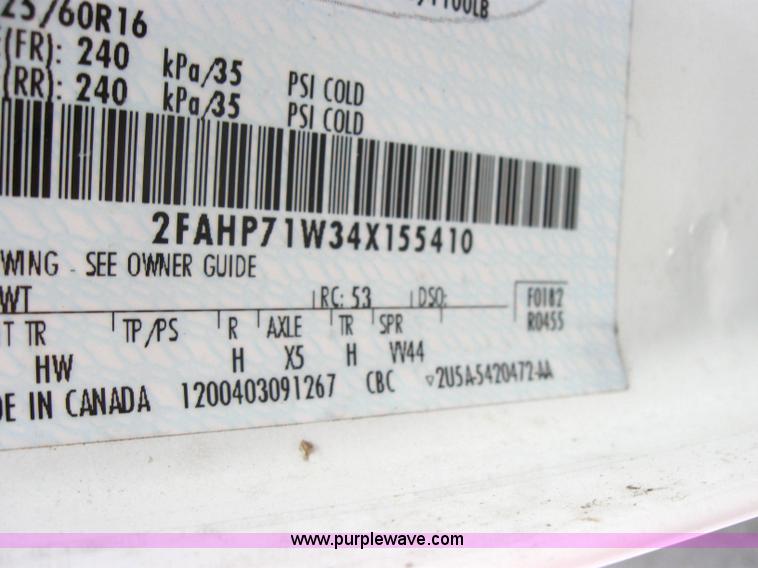 25/60R16
(FR): 240 kPa/35 PSI COLD
(RR): 240 kPa/35 PSI COLD
2FAHP71W34X155410
WING - SEE OWNER GUIDE
WT RC: 53 DSO:
F0182
R0455
T TR TP/PS R AXLE TR SPR
HW H X5 H VV44
E IN CANADA 1200403091267 CBC ▽2U5A-5420472-AA
www.purplewave.com